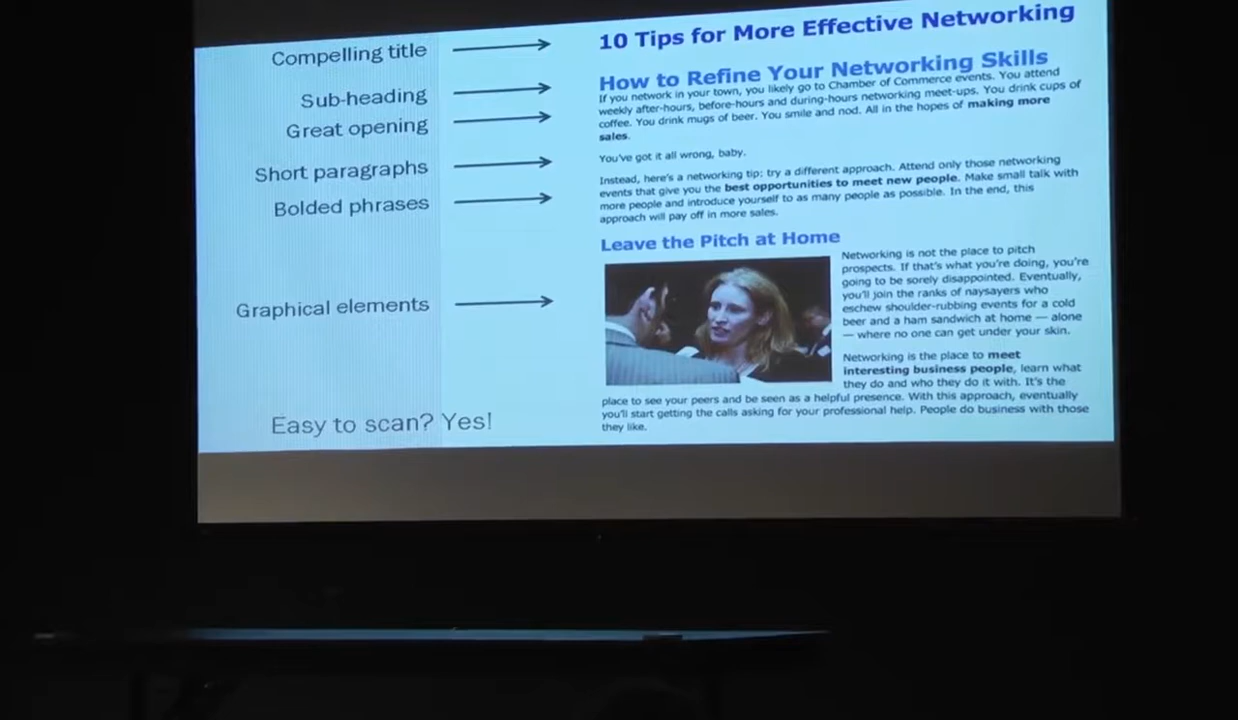 Compelling title
Sub-heading
Great opening
Short paragraphs
Bolded phrases
Graphical elements
Easy to scan? Yes!
10 Tips for More Effective Networking
How to Refine Your Networking Skills
If you network in your town, you likely go to Chamber of Commerce events. You attend
weekly after-hours, before-hours and during-hours networking meet-ups. You drink cups of
coffee. You drink mugs of beer. You smile and nod. All in the hopes of making more
sales.
You've got it all wrong, baby.
Instead, here's a networking tip: try a different approach. Attend only those networking
events that give you the best opportunities to meet new people. Make small talk with
more people and introduce yourself to as many people as possible. In the end, this
approach will pay off in more sales.
Leave the Pitch at Home
Networking is not the place to pitch
prospects. If that's what you're doing, you're
going to be sorely disappointed. Eventually,
you'll join the ranks of naysayers who
eschew shoulder-rubbing events for a cold
beer and a ham sandwich at home — alone
— where no one can get under your skin.
Networking is the place to meet
interesting business people, learn what
they do and who they do it with. It's the
place to see your peers and be seen as a helpful presence. With this approach, eventually
you'll start getting the calls asking for your professional help. People do business with those
they like.